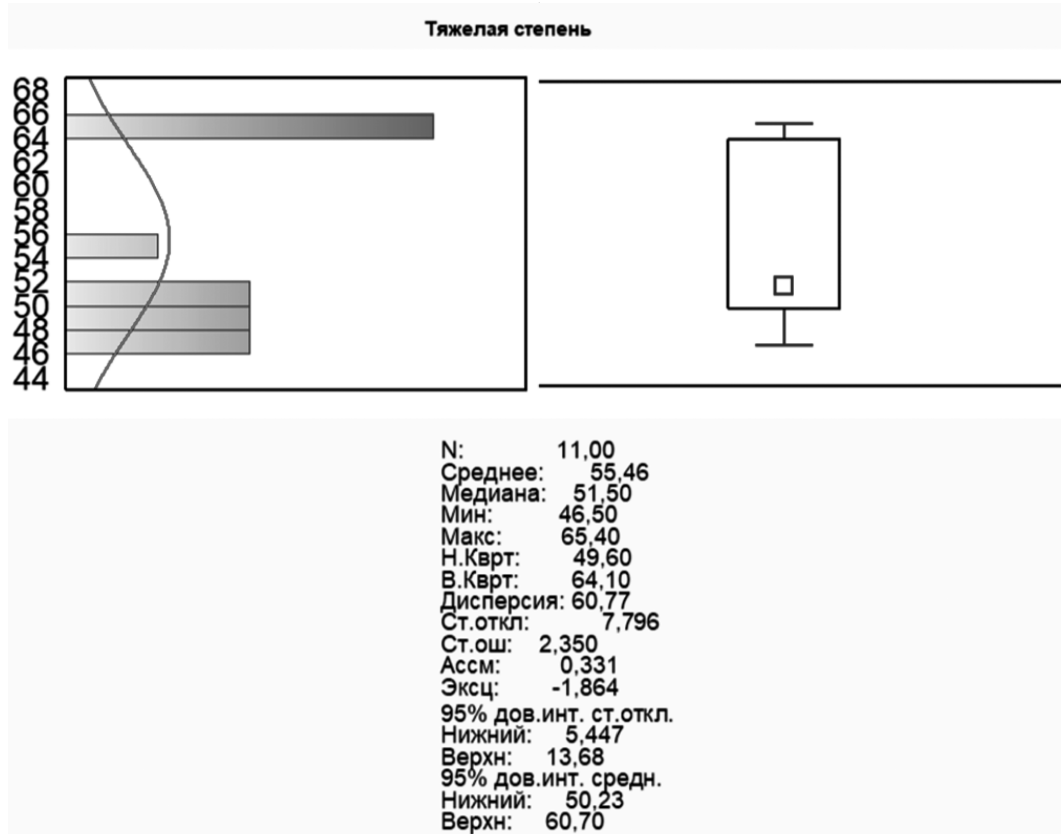 Тяжелая степень
68
66
64
62
60
58
56
54
52
50
48
46
44
N: 11,00
Среднее: 55,46
Медиана: 51,50
Мин: 46,50
Макс: 65,40
Н.Кврт: 49,60
В.Кврт: 64,10
Дисперсия: 60,77
Ст.откл: 7,796
Ст.ош: 2,350
Ассм: 0,331
Эксц: -1,864
95% дов.инт. ст.откл.
Нижний: 5,447
Верхн: 13,68
95% дов.инт. средн.
Нижний: 50,23
Верхн: 60,70